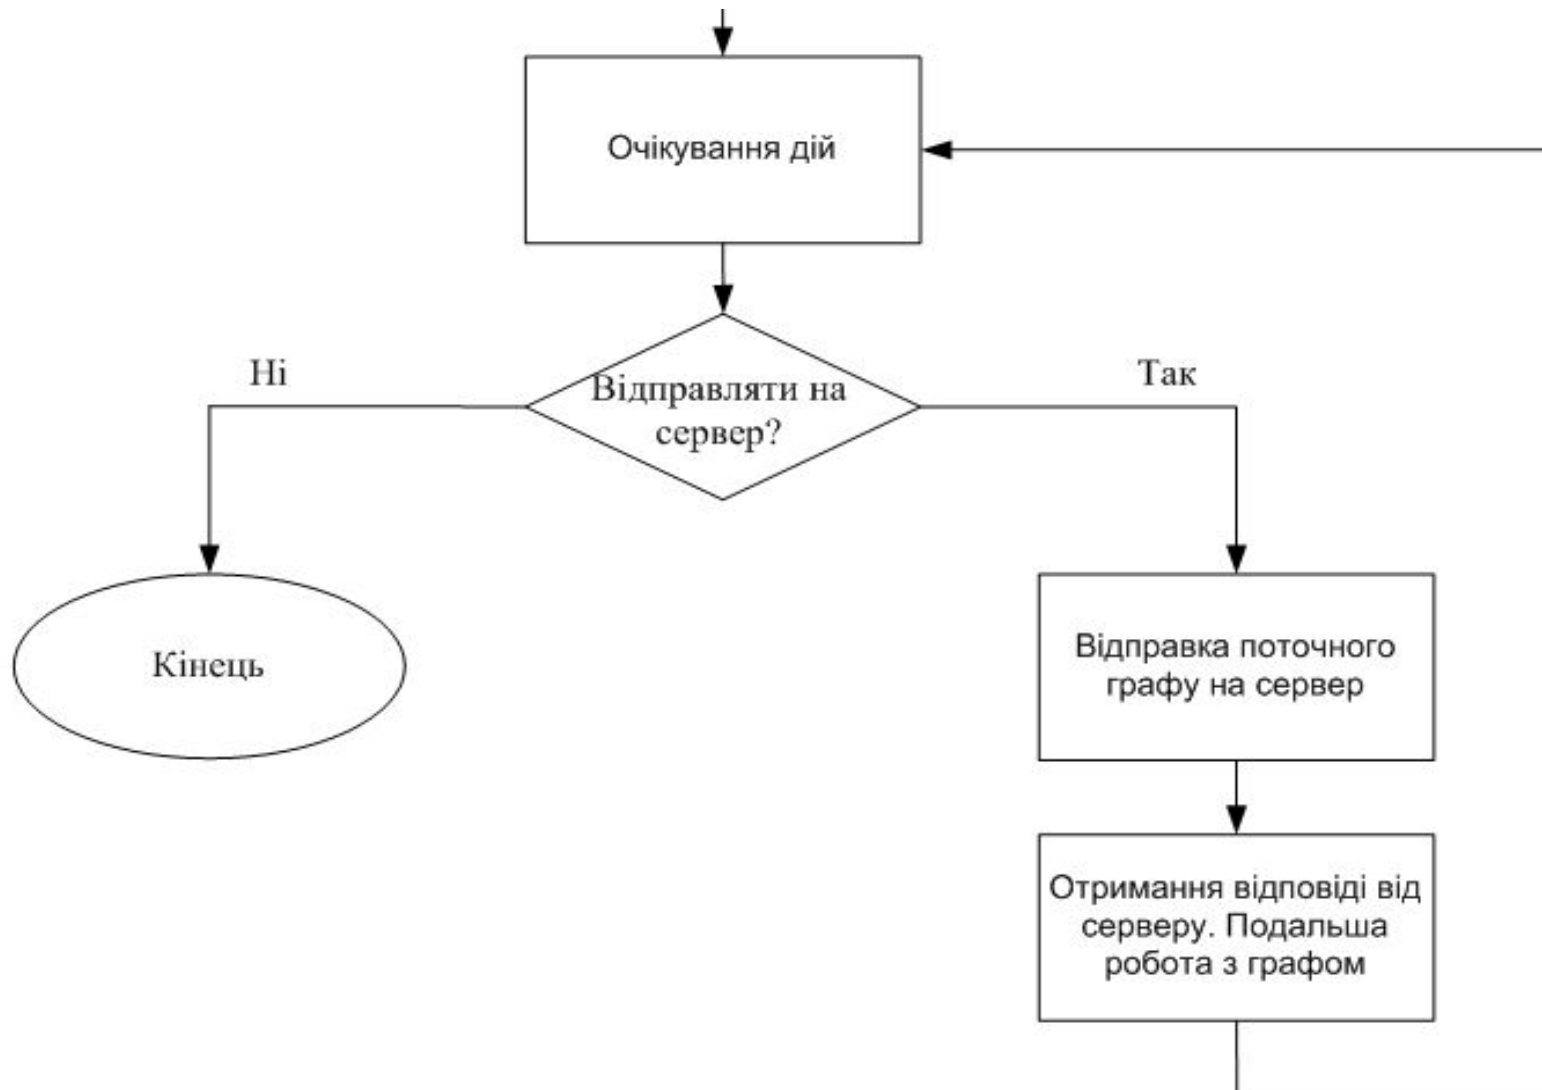 Очікування дій
Ні
Так
Відправляти на
сервер?
Кінець
Відправка поточного
графу на сервер
Отримання відповіді від
серверу. Подальша
робота з графом